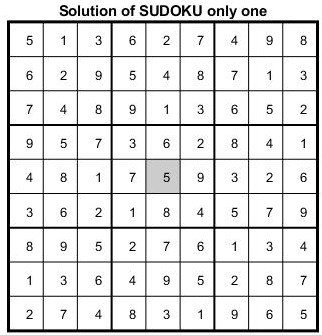 Solution of SUDOKU only one
5 1 3 6 2 7 4 9 8
6 2 9 5 4 8 7 1 3
7 4 8 9 1 3 6 5 2
9 5 7 3 6 2 8 4 1
4 8 1 7 5 9 3 2 6
3 6 2 1 8 4 5 7 9
8 9 5 2 7 6 1 3 4
1 3 6 4 9 5 2 8 7
2 7 4 8 3 1 9 6 5